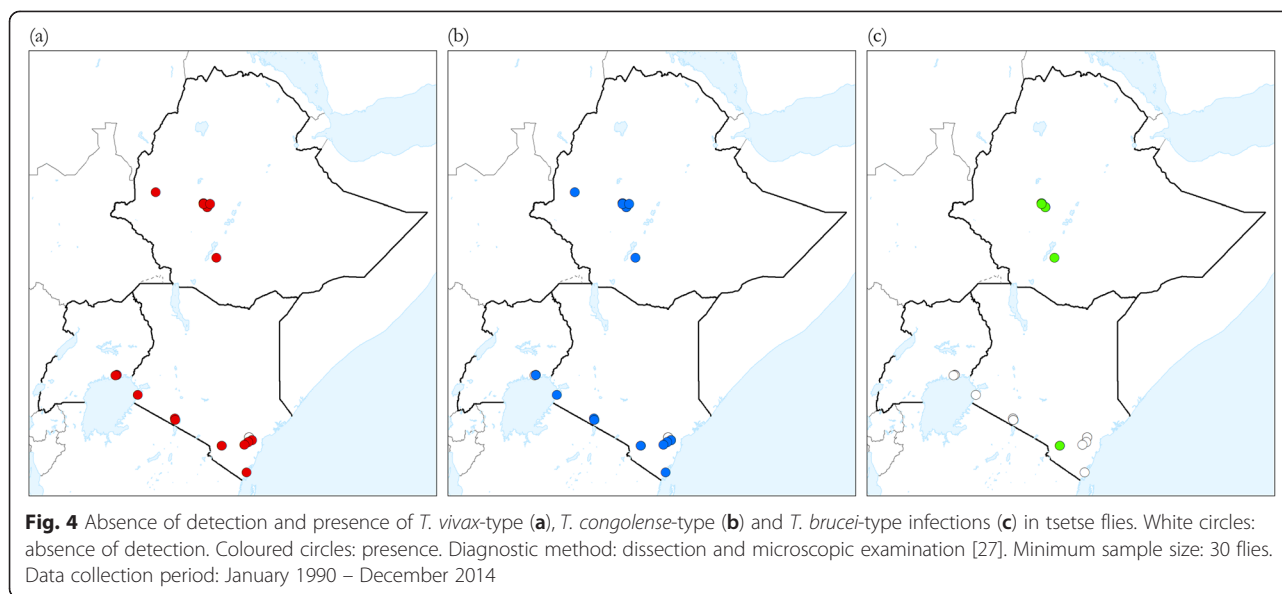 (a) (b) (c)
Fig. 4 Absence of detection and presence of T. vivax-type (a), T. congolense-type (b) and T. brucei-type infections (c) in tsetse flies. White circles:
absence of detection. Coloured circles: presence. Diagnostic method: dissection and microscopic examination [27]. Minimum sample size: 30 flies.
Data collection period: January 1990 – December 2014